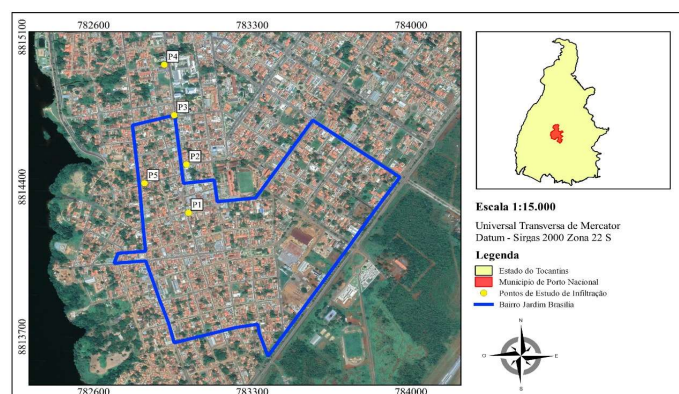 782600
783300
784000
8815100
8814400
8813700
P4
P3
P2
P5
P1
782600
783300
784000
Escala 1:15.000
Universal Transversa de Mercator
Datum - Sirgas 2000 Zona 22 S
Legenda
Estado do Tocantins
Município de Porto Nacional
Pontos de Estudo de Infiltração
Bairro Jardim Brasília
N
O
E
S